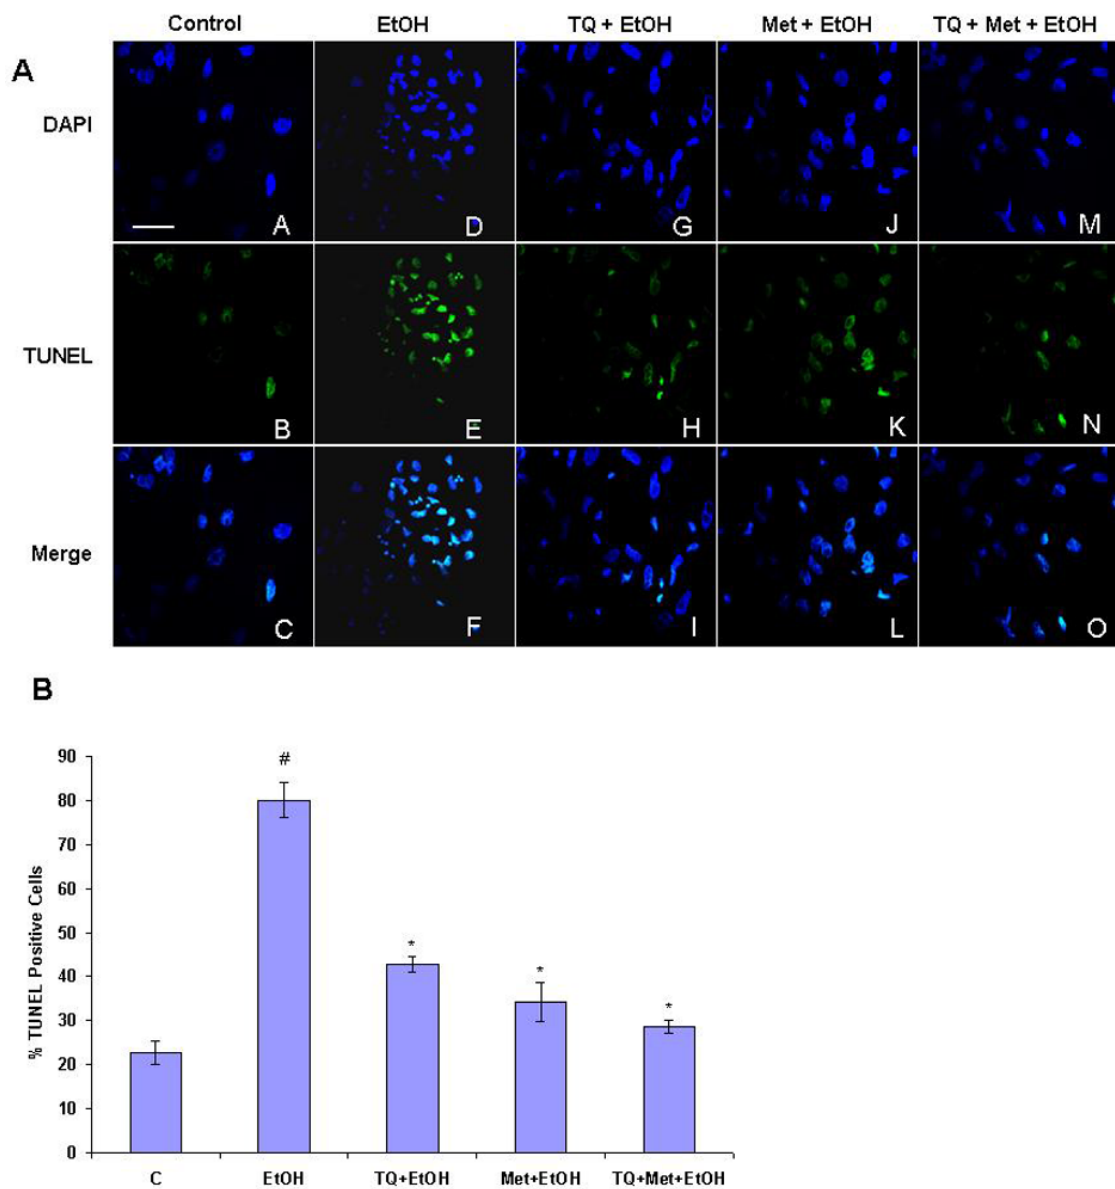 Control EtOH TQ + EtOH Met + EtOH TQ + Met + EtOH
A
DAPI
A D G J M
TUNEL
B E H K N
Merge
C F I L O
B
90
80
70
60
50
40
30
20
10
0
% TUNEL Positive Cells
#
*
*
*
C EtOH TQ+EtOH Met+EtOH TQ+Met+EtOH